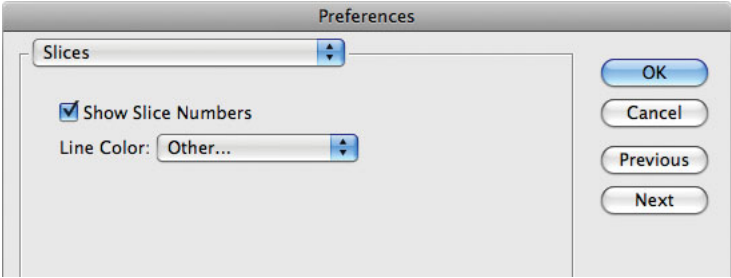 Preferences
Slices
Show Slice Numbers
Line Color: Other...
OK
Cancel
Previous
Next